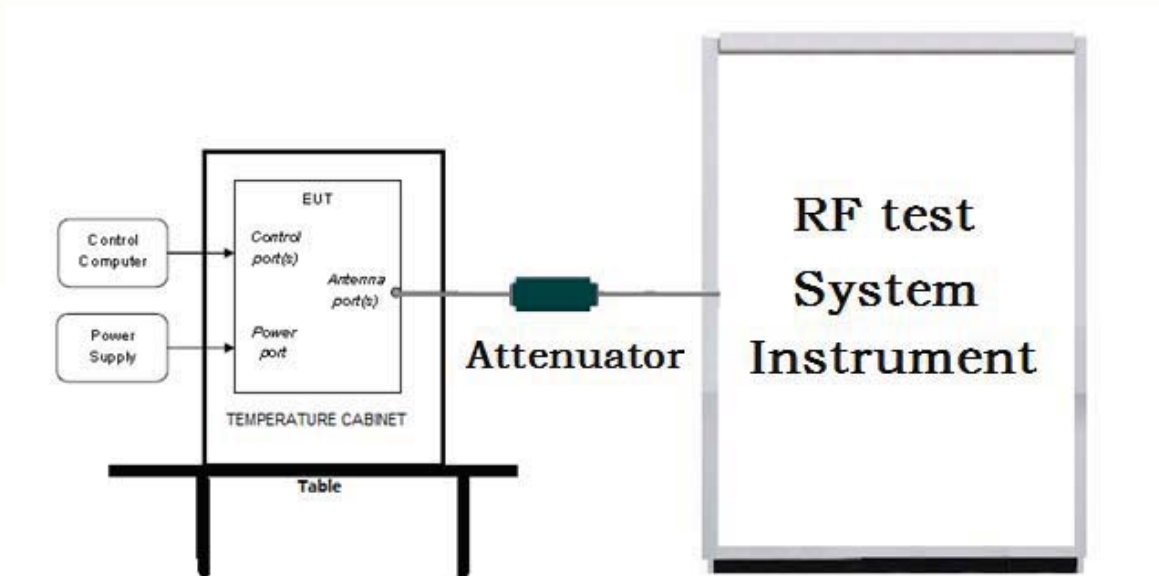 EUT
Control
Computer
Control
port(s)
Antenna
port(s)
Power
Supply
Power
port
TEMPERATURE CABINET
Table
Attenuator
RF test
System
Instrument